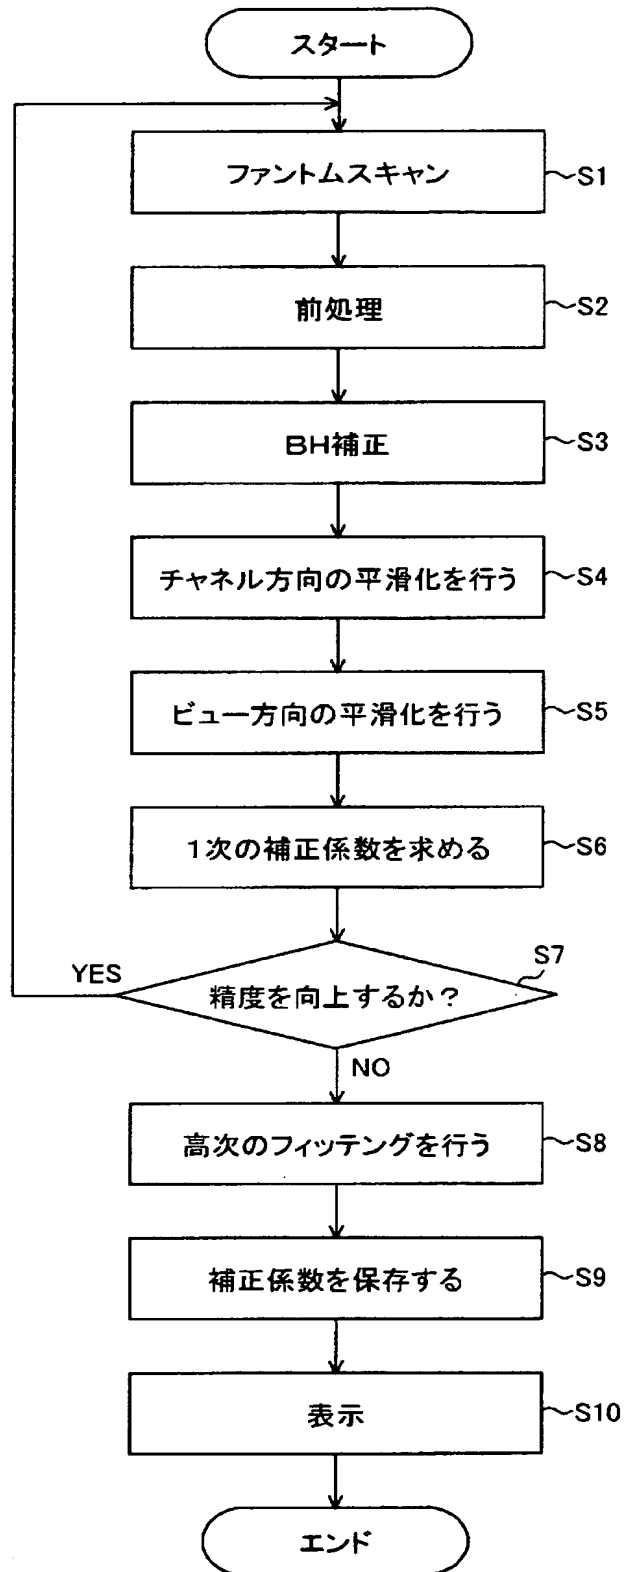 スタート
ファントムスキャン
S1
前処理
S2
BH補正
S3
チャネル方向の平滑化を行う
S4
ビュー方向の平滑化を行う
S5
1次の補正係数を求める
S6
YES
精度を向上するか？
S7
NO
高次のフィッテングを行う
S8
補正係数を保存する
S9
表示
S10
エンド